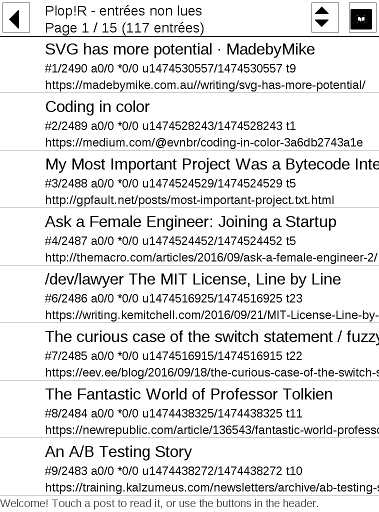 Plop!R - entrées non lues
Page 1 / 15 (117 entrées)
SVG has more potential · MadebyMike
#1/2490 a0/0 *0/0 u1474530557/1474530557 t9
https://madebymike.com.au//writing/svg-has-more-potential/
Coding in color
#2/2489 a0/0 *0/0 u1474528243/1474528243 t1
https://medium.com/@evnbr/coding-in-color-3a6db2743a1e
My Most Important Project Was a Bytecode Inte
#3/2488 a0/0 *0/0 u1474524529/1474524529 t5
http://gpfault.net/posts/most-important-project.txt.html
Ask a Female Engineer: Joining a Startup
#4/2487 a0/0 *0/0 u1474524452/1474524452 t5
http://themacro.com/articles/2016/09/ask-a-female-engineer-2/
/dev/lawyer The MIT License, Line by Line
#6/2486 a0/0 *0/0 u1474516925/1474516925 t23
https://writing.kemitchell.com/2016/09/21/MIT-License-Line-by-
The curious case of the switch statement / fuzzy
#7/2485 a0/0 *0/0 u1474516915/1474516915 t22
https://eev.ee/blog/2016/09/18/the-curious-case-of-the-switch-s
The Fantastic World of Professor Tolkien
#8/2484 a0/0 *0/0 u1474438325/1474438325 t11
https://newrepublic.com/article/136543/fantastic-world-professo
An A/B Testing Story
#9/2483 a0/0 *0/0 u1474438272/1474438272 t10
https://training.kalzumeus.com/newsletters/archive/ab-testing-s
Welcome! Touch a post to read it, or use the buttons in the header.